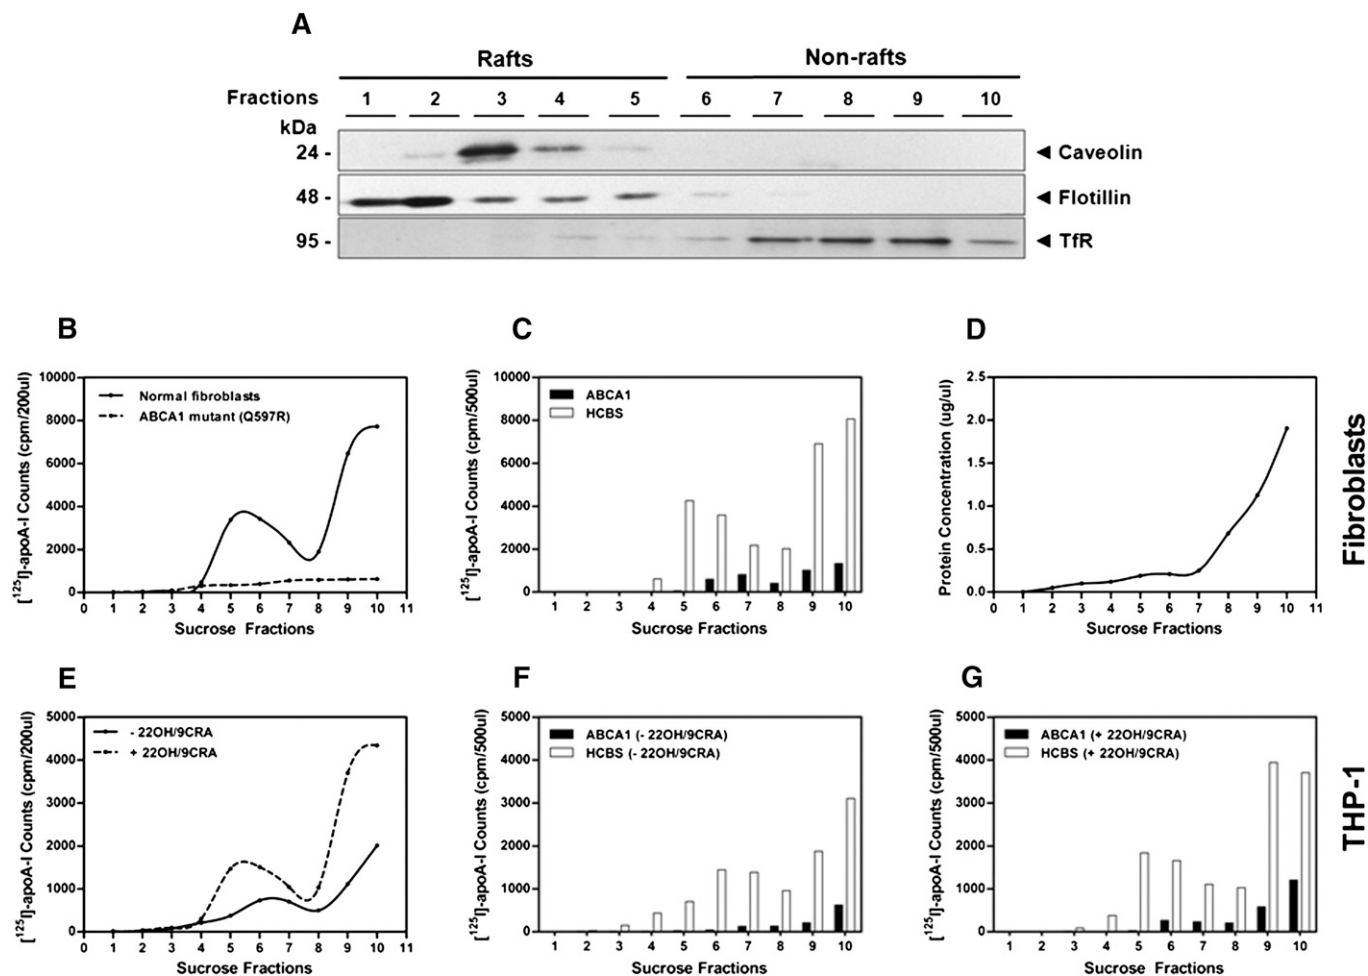 A
Rafts Non-rafts
Fractions 1 2 3 4 5 6 7 8 9 10
kDa
24 - ◄ Caveolin
48 - ◄ Flotillin
95 - ◄ TfR
B
10000
8000
6000
4000
2000
0
[125I]-apoA-I Counts (cpm/200ul)
Normal fibroblasts
ABCA1 mutant (Q597R)
0 1 2 3 4 5 6 7 8 9 10 11
Sucrose Fractions
C
10000
8000
6000
4000
2000
0
[125I]-apoA-I Counts (cpm/500ul)
ABCA1
HCBS
1 2 3 4 5 6 7 8 9 10
Sucrose Fractions
D
2.5
2.0
1.5
1.0
0.5
0.0
Protein Concentration (ug/ul)
0 1 2 3 4 5 6 7 8 9 10 11
Sucrose Fractions
Fibroblasts
E
5000
4000
3000
2000
1000
0
[125I]-apoA-I Counts (cpm/200ul)
- 22OH/9CRA
+ 22OH/9CRA
0 1 2 3 4 5 6 7 8 9 10 11
Sucrose Fractions
F
5000
4000
3000
2000
1000
0
[125I]-apoA-I Counts (cpm/500ul)
ABCA1 (- 22OH/9CRA)
HCBS (- 22OH/9CRA)
1 2 3 4 5 6 7 8 9 10
Sucrose Fractions
G
5000
4000
3000
2000
1000
0
[125I]-apoA-I Counts (cpm/500ul)
ABCA1 (+ 22OH/9CRA)
HCBS (+ 22OH/9CRA)
1 2 3 4 5 6 7 8 9 10
Sucrose Fractions
THP-1